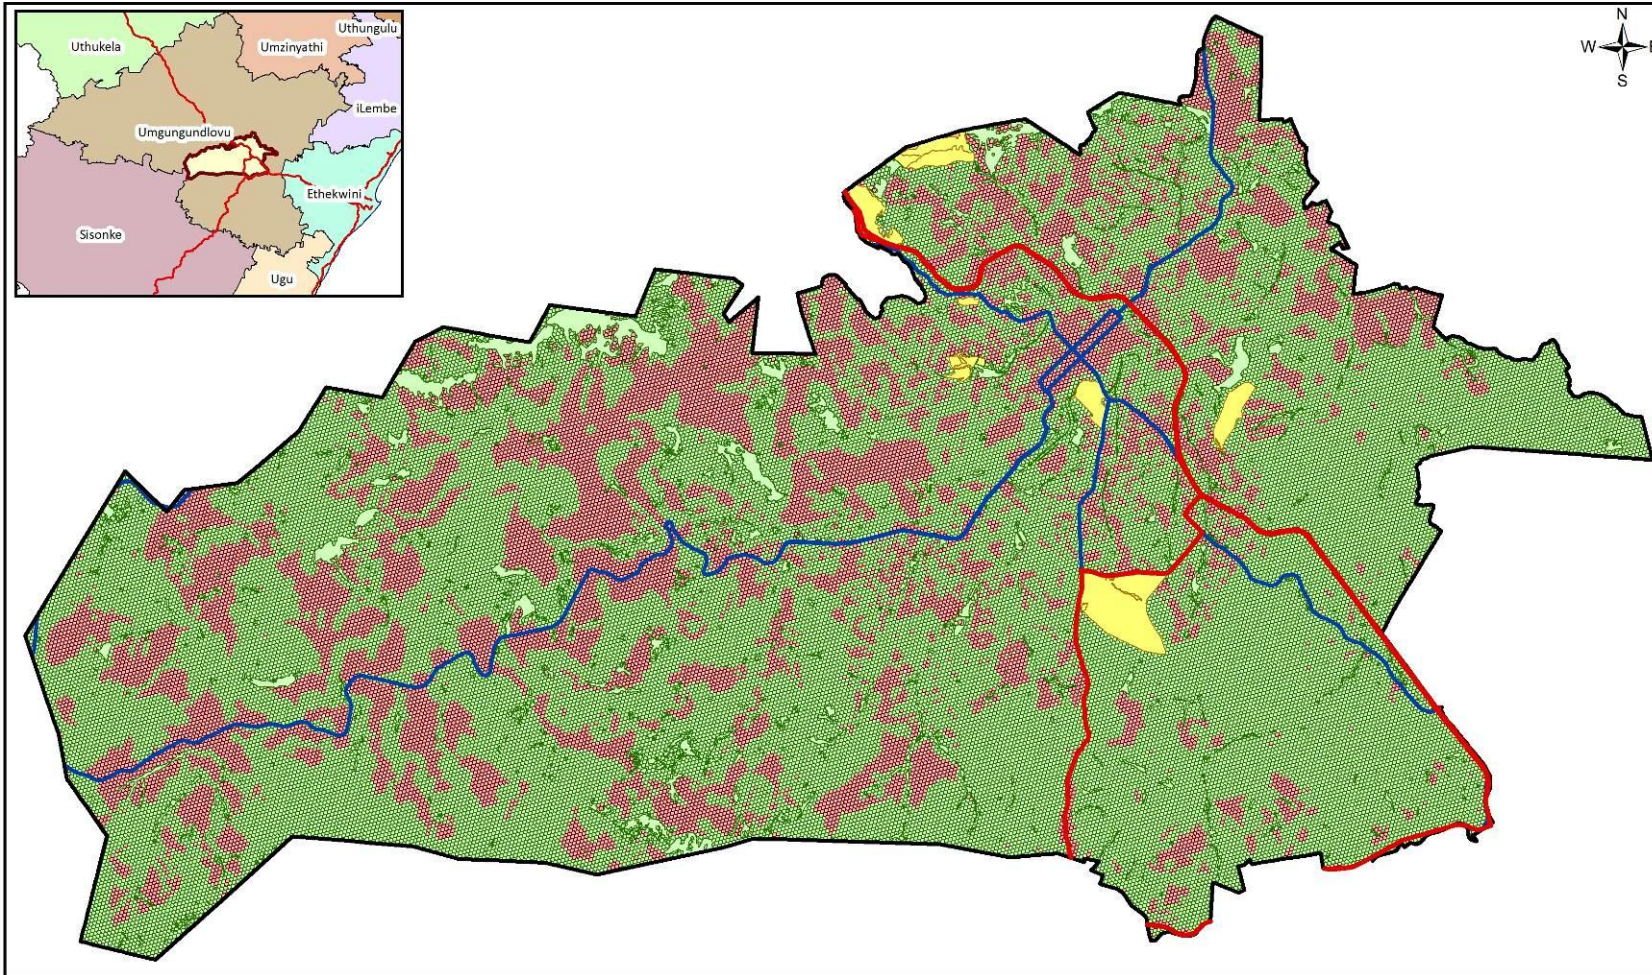 Uthungulu
Uthukela
Umzinyathi
iLembe
Umgungundlovu
Ethekwini
Sisonke
Ugu
N
W
S